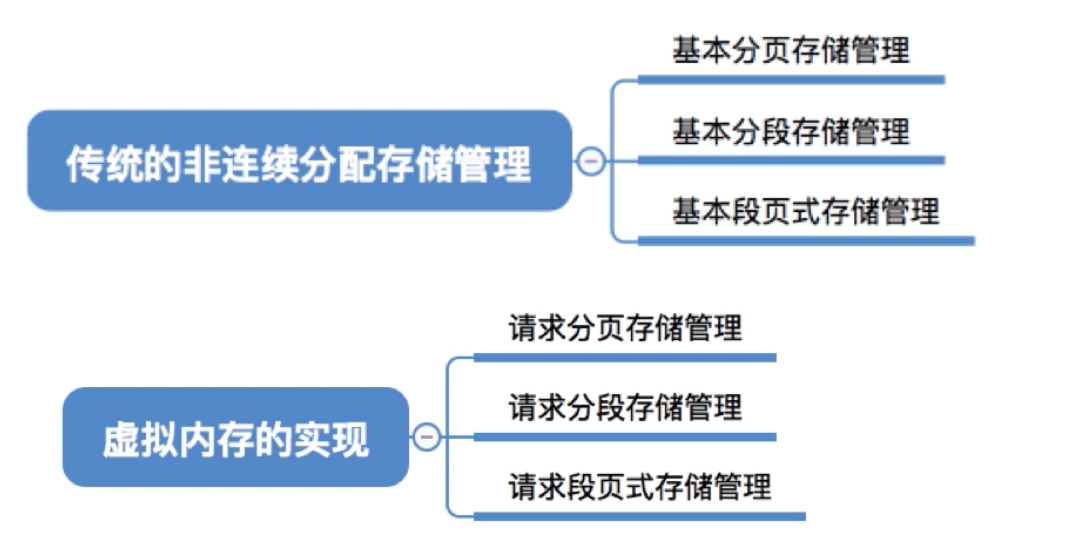 基本分页存储管理
传统的非连续分配存储管理
基本分段存储管理
基本段页式存储管理
请求分页存储管理
虚拟内存的实现
请求分段存储管理
请求段页式存储管理